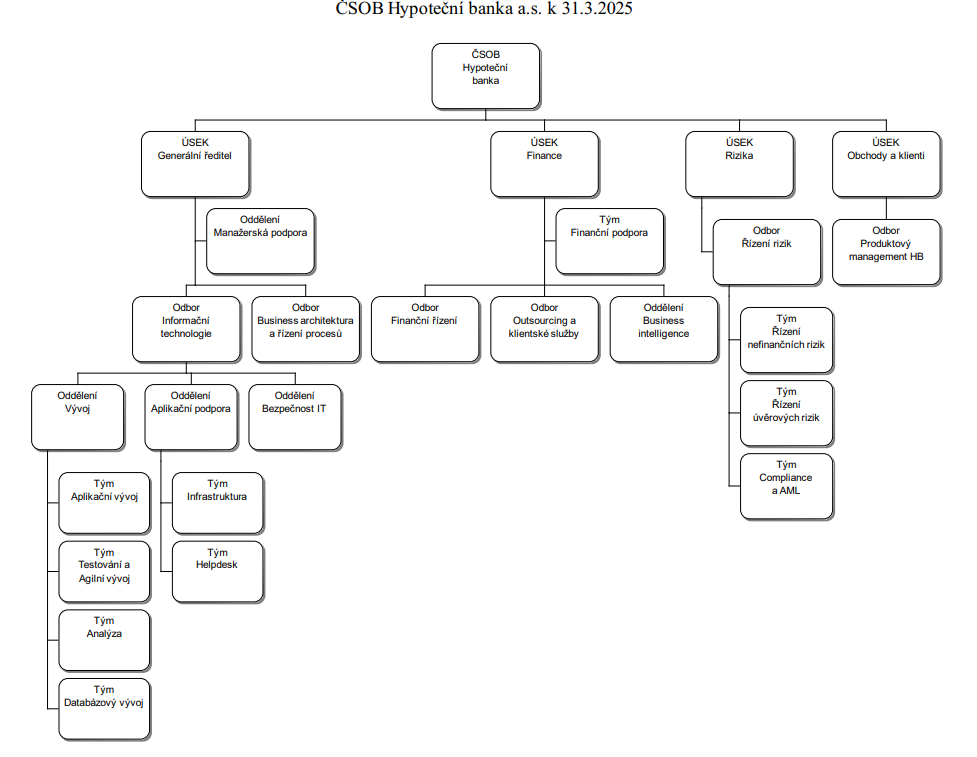 ČSOB Hypoteční banka a.s. k 31.3.2025
ČSOB
Hypoteční
banka
ÚSEK
Generální ředitel
ÚSEK
Finance
ÚSEK
Rizika
ÚSEK
Obchody a klienti
Oddělení
Manažerská podpora
Tým
Finanční podpora
Odbor
Řízení rizik
Odbor
Produktový
management HB
Odbor
Informační
technologie
Odbor
Business architektura
a řízení procesů
Odbor
Finanční řízení
Odbor
Outsourcing a
klientské služby
Oddělení
Business
intelligence
Tým
Řízení
nefinančních rizik
Oddělení
Vývoj
Oddělení
Aplikační podpora
Oddělení
Bezpečnost IT
Tým
Řízení
úvěrových rizik
Tým
Compliance
a AML
Tým
Aplikační vývoj
Tým
Infrastruktura
Tým
Testování a
Agilní vývoj
Tým
Helpdesk
Tým
Analýza
Tým
Databázový vývoj